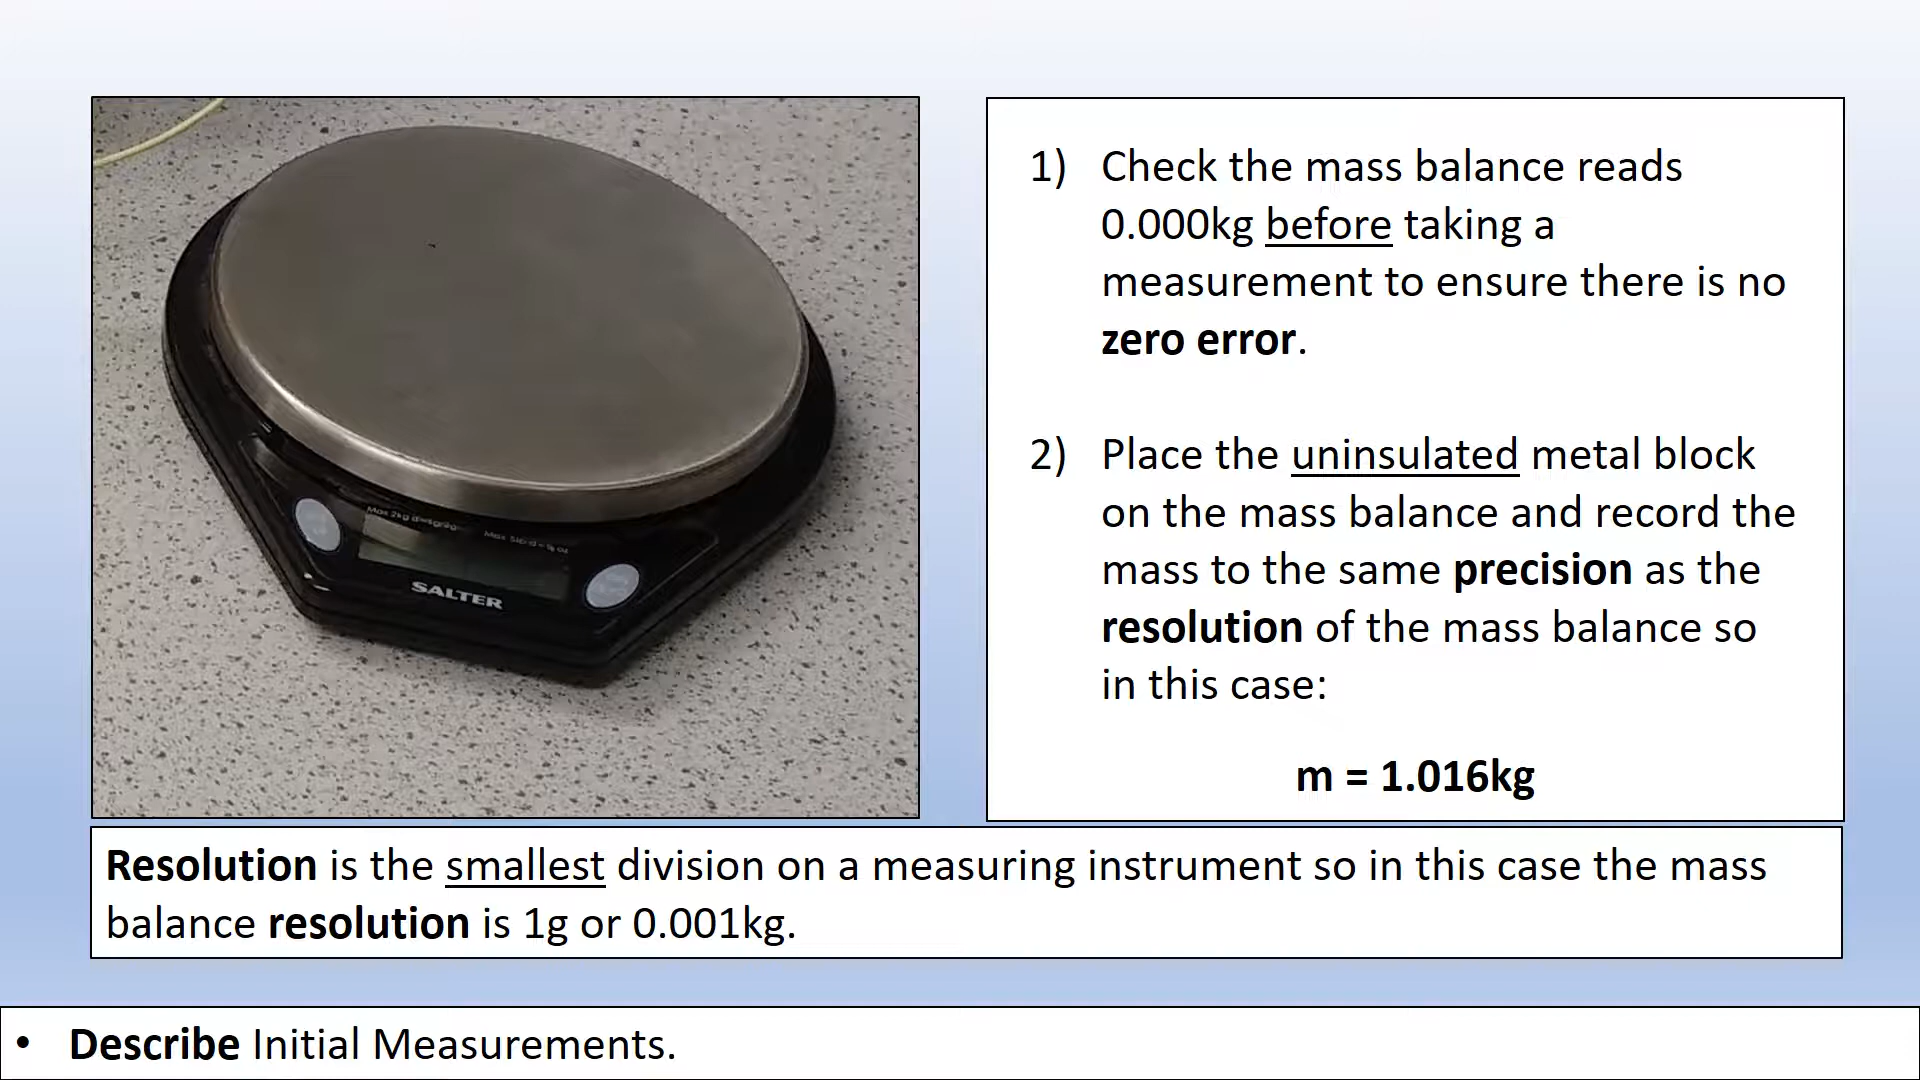 1) Check the mass balance reads
0.000kg before taking a
measurement to ensure there is no
zero error.
2) Place the uninsulated metal block
on the mass balance and record the
mass to the same precision as the
resolution of the mass balance so
in this case:
m = 1.016kg
SALTER
Resolution is the smallest division on a measuring instrument so in this case the mass
balance resolution is 1g or 0.001kg.
• Describe Initial Measurements.